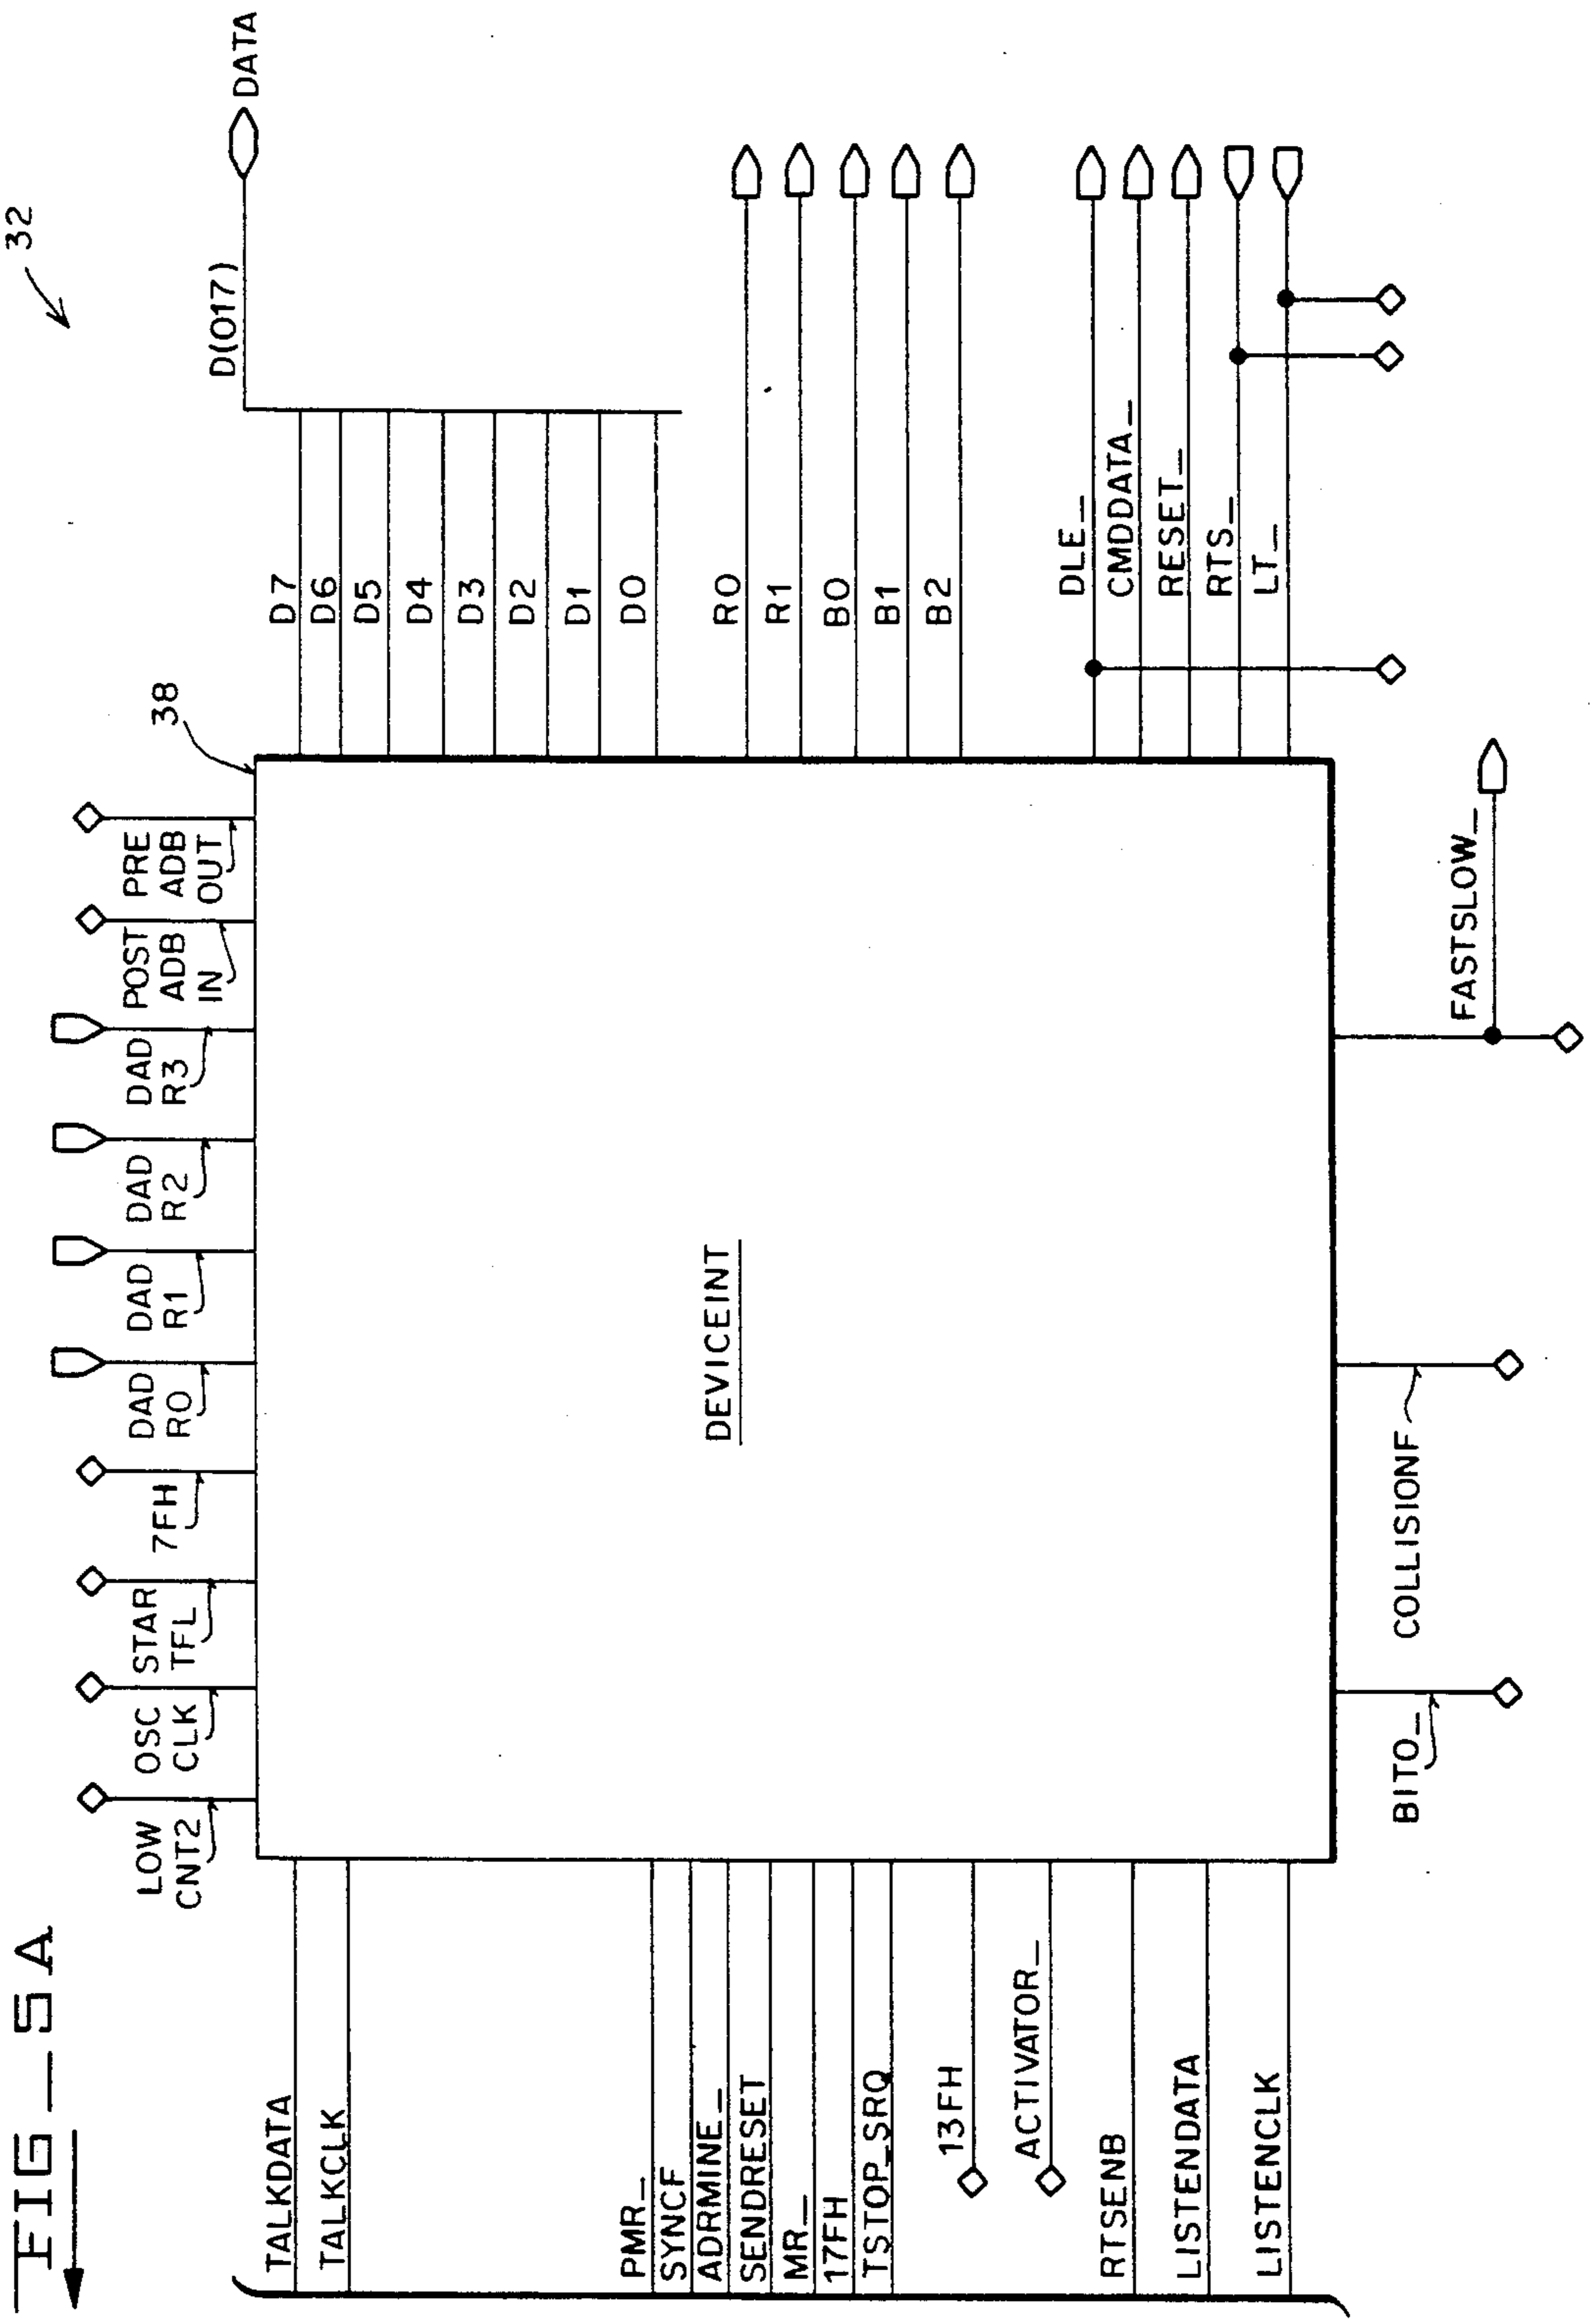 FIG_5A
32
38
DEVICEINT
LOW
CNT2
OSC
CLK
STAR
TFL
7FH
DAD
R0
DAD
R1
DAD
R2
DAD
R3
POST
ADB
IN
PRE
ADB
OUT
TALKDATA
TALKCLK
PMR_
SYNCF
ADRMINE_
SENDRESET
MR_
17FH
TSTOP_SRQ
13FH
ACTIVATOR_
RTSENB
LISTENDATA
LISTENCLK
D(017)
DATA
D7
D6
D5
D4
D3
D2
D1
D0
R0
R1
B0
B1
B2
DLE_
CMDDATA_
RESET_
RTS_
LT_
BITO_
COLLISIONF
FASTSLOW_